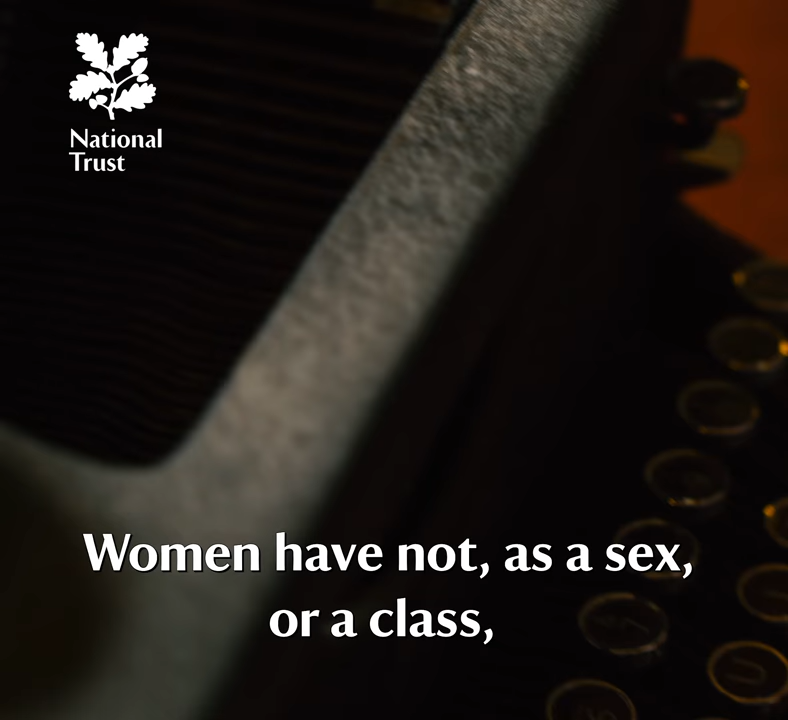 National
Trust
Women have not, as a sex,
or a class,